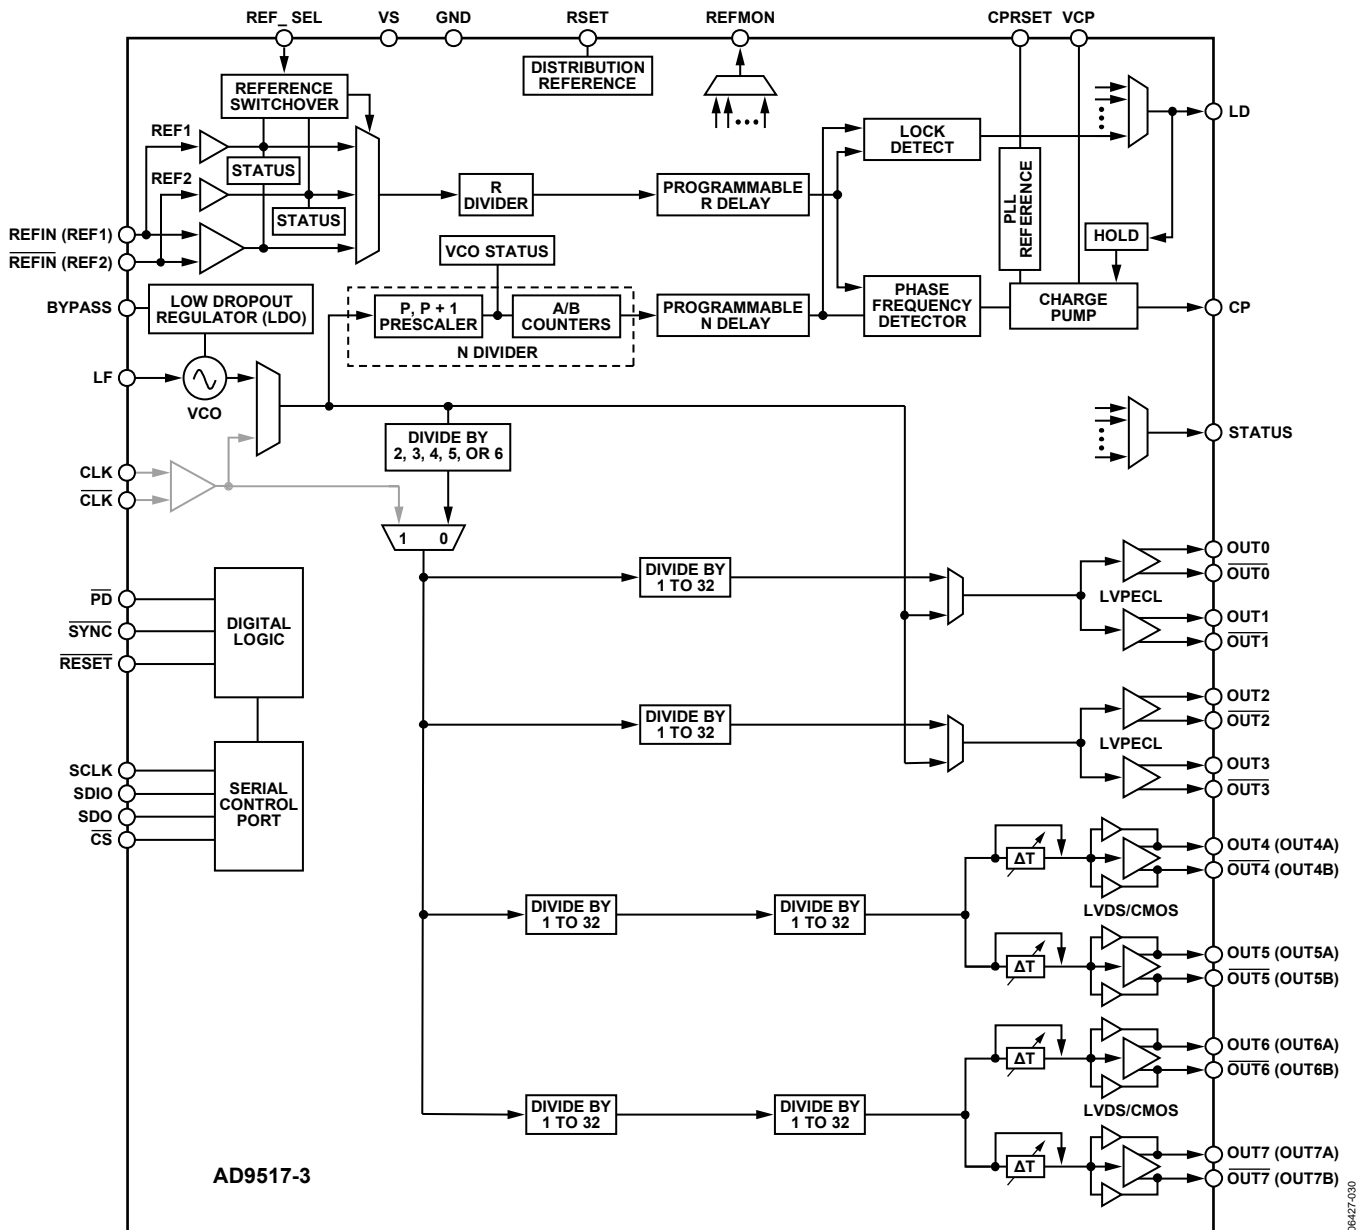 REF_ SEL VS GND RSET REFMON CPRSET VCP
DISTRIBUTION
REFERENCE
REFERENCE
SWITCHOVER
REF1
STATUS
REF2
STATUS
R
DIVIDER
PROGRAMMABLE
R DELAY
LOCK
DETECT
LD
PLL
REFERENCE
HOLD
REFIN (REF1)
REFIN (REF2)
VCO STATUS
BYPASS
LOW DROPOUT
REGULATOR (LDO)
P, P + 1
PRESCALER
A/B
COUNTERS
N DIVIDER
PROGRAMMABLE
N DELAY
PHASE
FREQUENCY
DETECTOR
CHARGE
PUMP
CP
LF
VCO
DIVIDE BY
2, 3, 4, 5, OR 6
STATUS
CLK
CLK
1 0
DIVIDE BY
1 TO 32
LVPECL
OUT0
OUT0
OUT1
OUT1
PD
SYNC
RESET
DIGITAL
LOGIC
DIVIDE BY
1 TO 32
LVPECL
OUT2
OUT2
OUT3
OUT3
SCLK
SDIO
SDO
CS
SERIAL
CONTROL
PORT
DIVIDE BY
1 TO 32
DIVIDE BY
1 TO 32
ΔT
ΔT
LVDS/CMOS
OUT4 (OUT4A)
OUT4 (OUT4B)
OUT5 (OUT5A)
OUT5 (OUT5B)
DIVIDE BY
1 TO 32
DIVIDE BY
1 TO 32
ΔT
ΔT
LVDS/CMOS
OUT6 (OUT6A)
OUT6 (OUT6B)
OUT7 (OUT7A)
OUT7 (OUT7B)
AD9517-3
06427-030